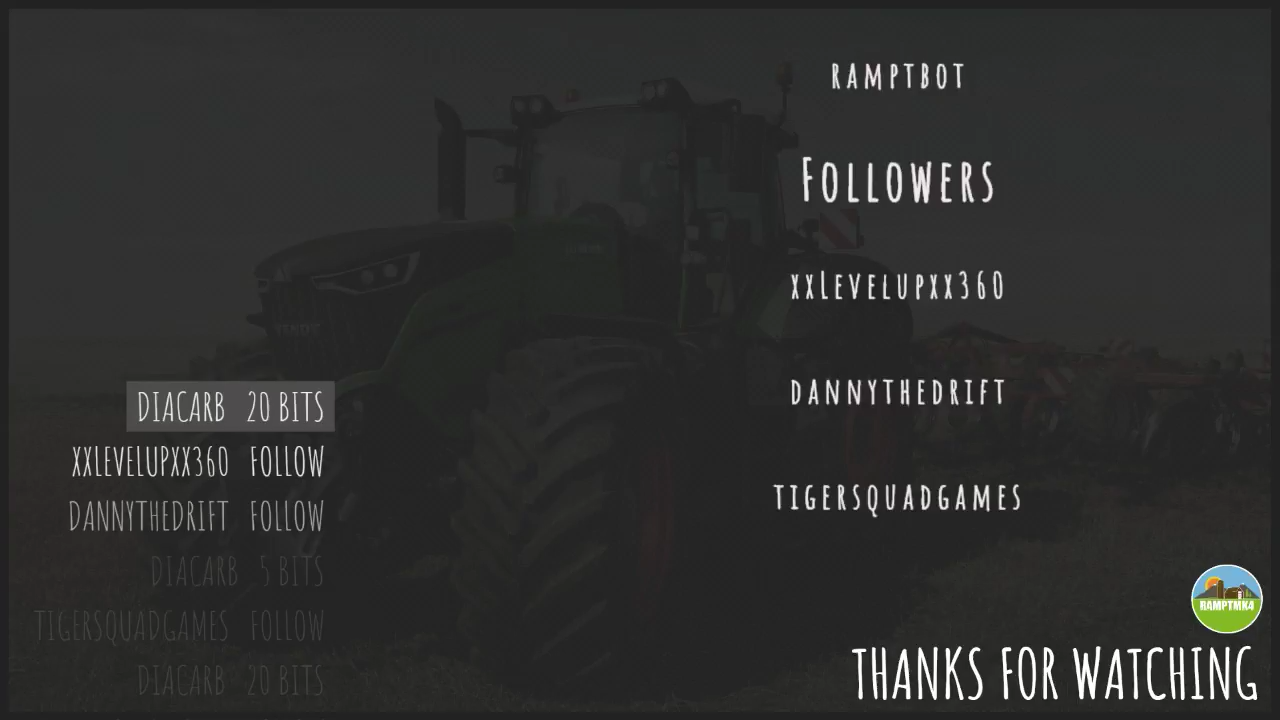 RAMPTBOT
FOLLOWERS
XXLEVELUPXX360
DANNYTHEDRIFT
TIGERSQUADGAMES
DIACARB 20 BITS
XXLEVELUPXX360 FOLLOW
DANNYTHEDRIFT FOLLOW
DIACARB 5 BITS
TIGERSQUADGAMES FOLLOW
DIACARB 20 BITS
RAMPTMK4
THANKS FOR WATCHING